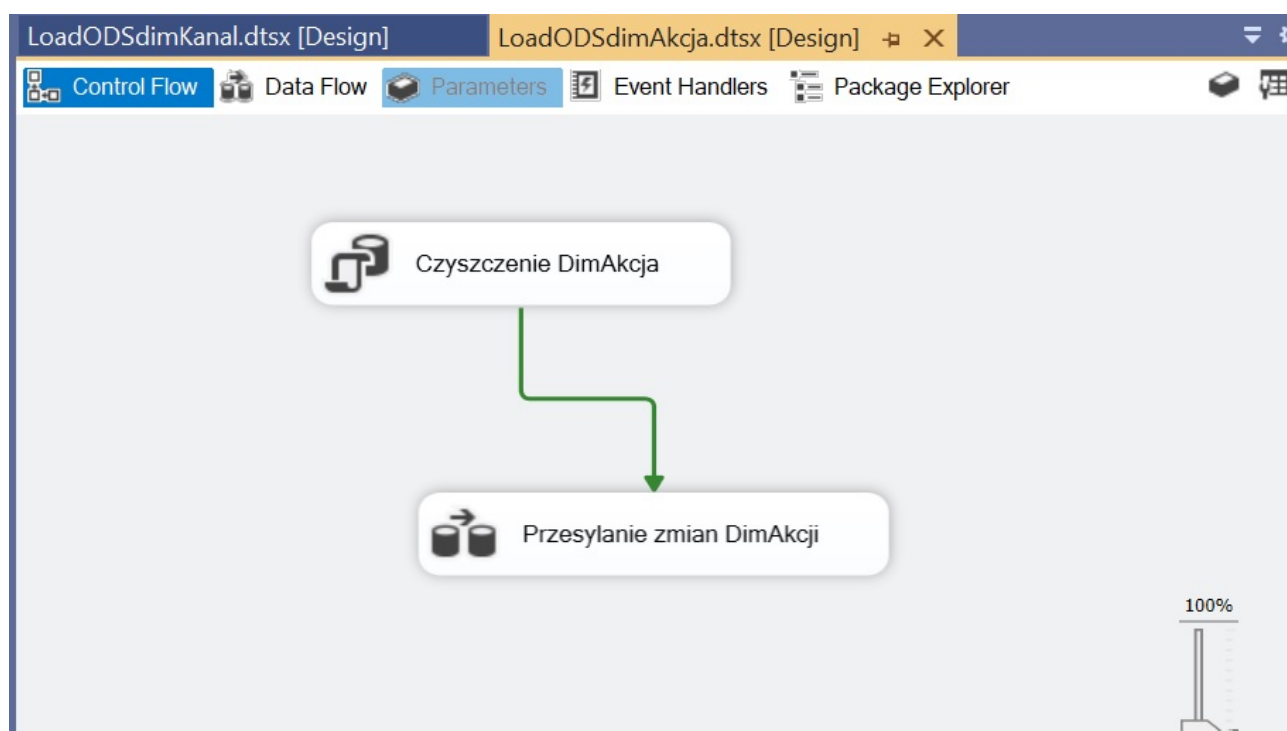 LoadODSdimKanal.dtsx [Design] LoadODSdimAkcja.dtsx [Design]
Control Flow Data Flow Parameters Event Handlers Package Explorer
Czyszczenie DimAkcja
Przesylanie zmian DimAkcji
100%